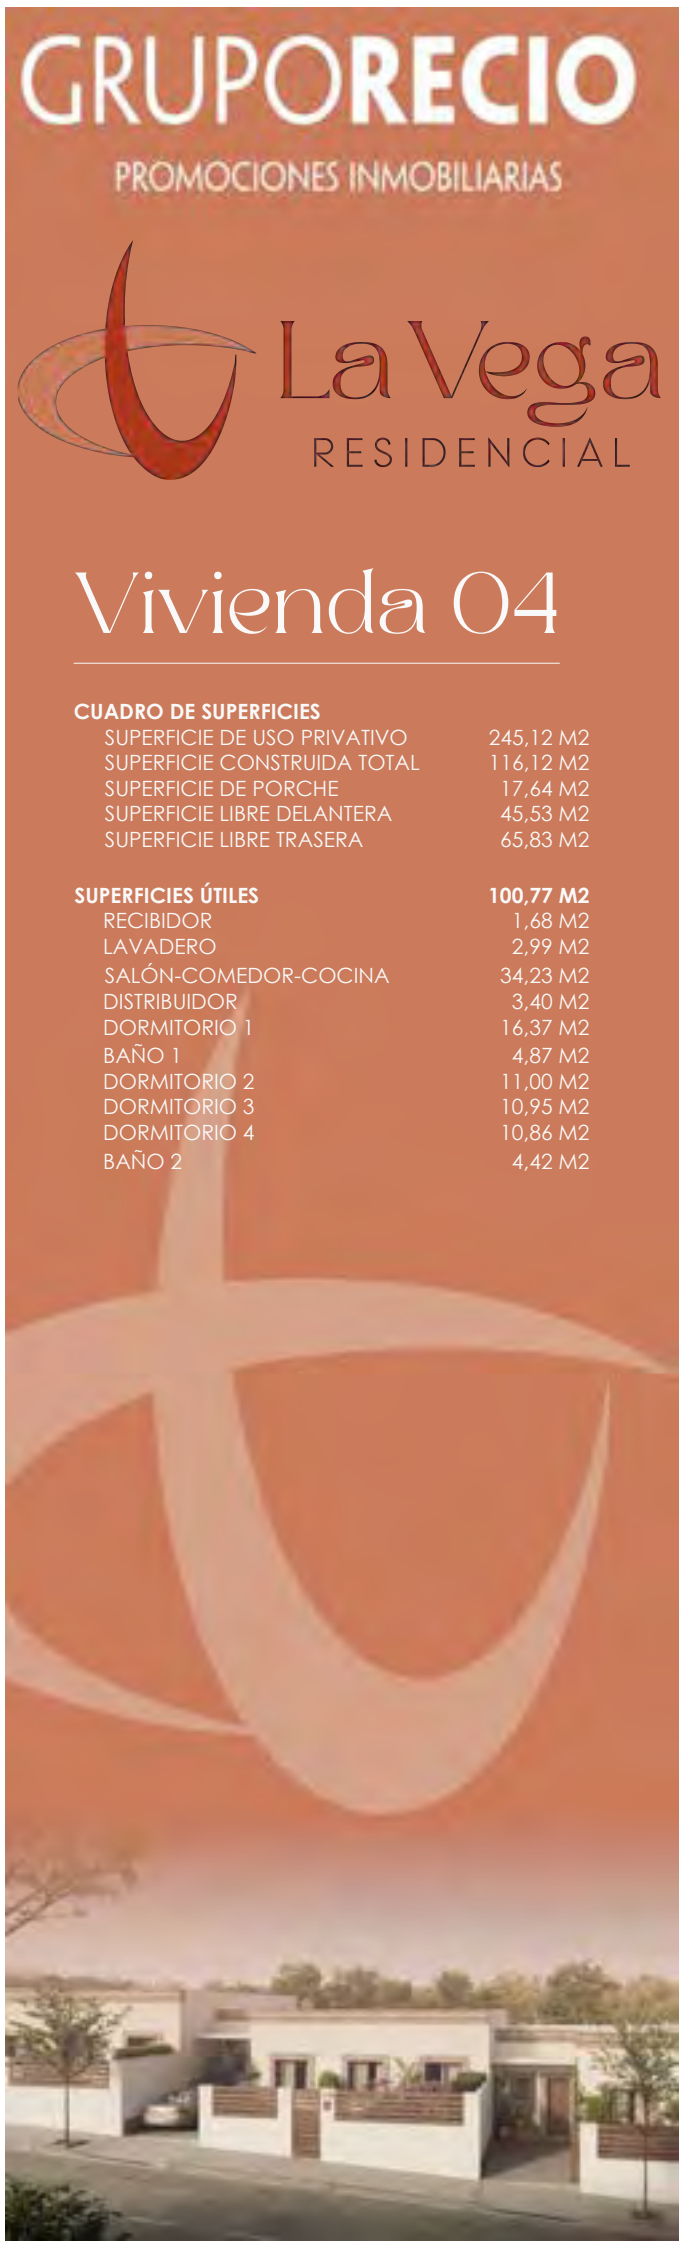 GRUPORECIO
PROMOCIONES INMOBILIARIAS
La Vega
RESIDENCIAL
Vivienda 04
CUADRO DE SUPERFICIES
SUPERFICIE DE USO PRIVATIVO 245,12 M2
SUPERFICIE CONSTRUIDA TOTAL 116,12 M2
SUPERFICIE DE PORCHE 17,64 M2
SUPERFICIE LIBRE DELANTERA 45,53 M2
SUPERFICIE LIBRE TRASERA 65,83 M2
SUPERFICIES ÚTILES 100,77 M2
RECIBIDOR 1,68 M2
LAVADERO 2,99 M2
SALÓN-COMEDOR-COCINA 34,23 M2
DISTRIBUIDOR 3,40 M2
DORMITORIO 1 16,37 M2
BAÑO 1 4,87 M2
DORMITORIO 2 11,00 M2
DORMITORIO 3 10,95 M2
DORMITORIO 4 10,86 M2
BAÑO 2 4,42 M2